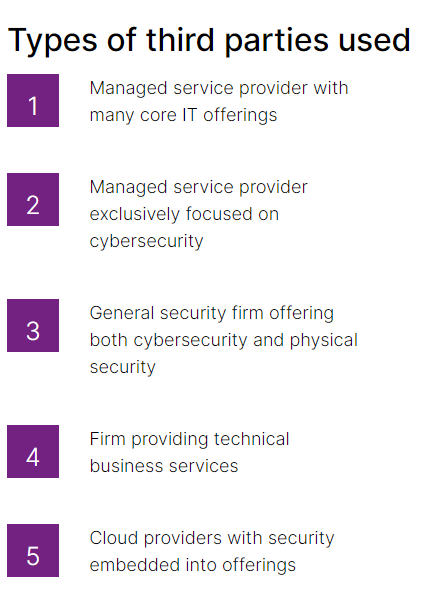 Types of third parties used
1
Managed service provider with
many core IT offerings
2
Managed service provider
exclusively focused on
cybersecurity
3
General security firm offering
both cybersecurity and physical
security
4
Firm providing technical
business services
5
Cloud providers with security
embedded into offerings